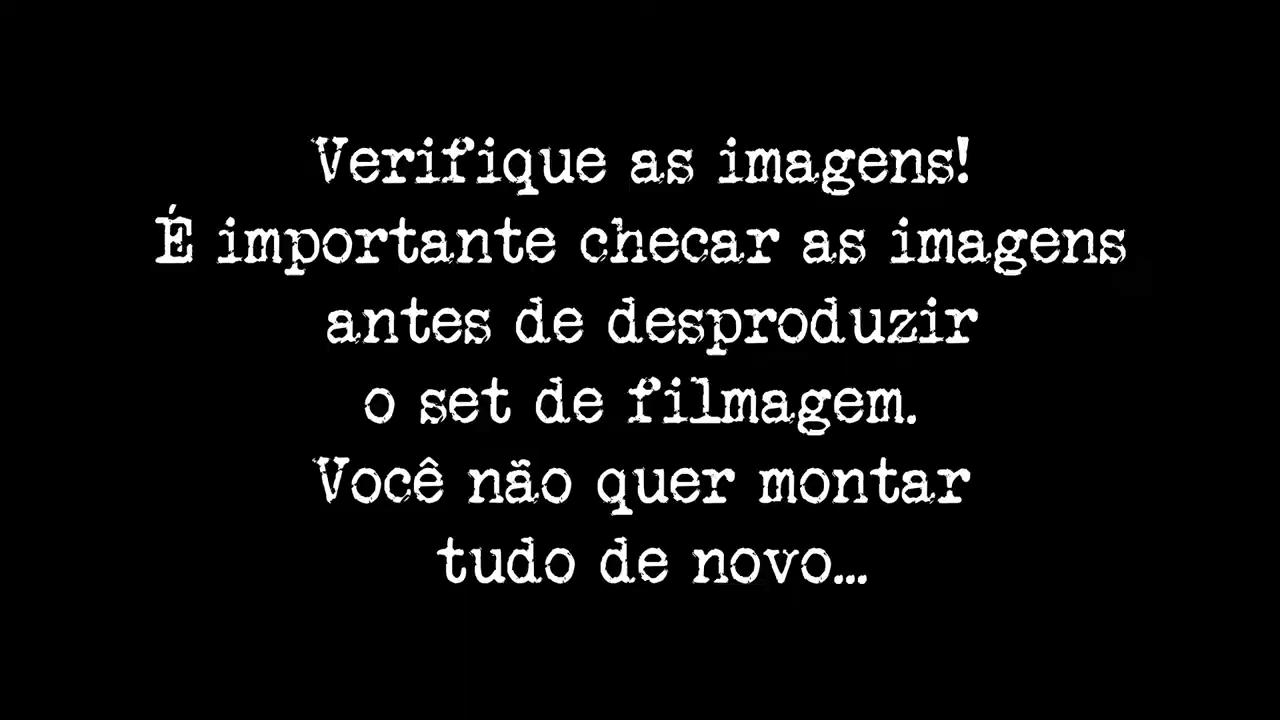 Verifique as imagens!
É importante checar as imagens
antes de desproduzir
o set de filmagem.
Você não quer montar
tudo de novo...